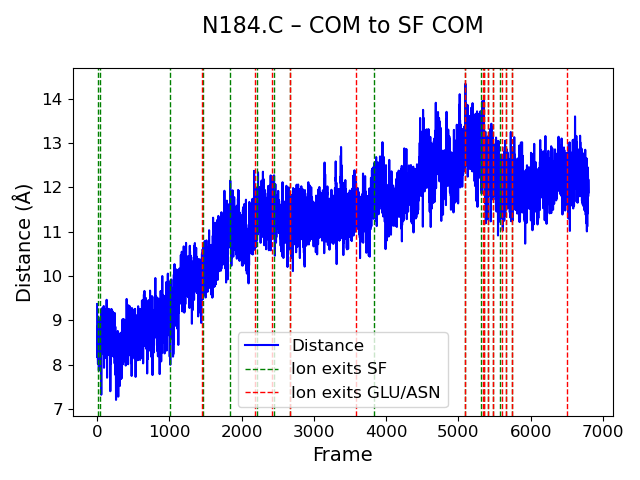 N184.C – COM to SF COM
Distance (Å)
14
13
12
11
10
9
8
7
Distance
Ion exits SF
Ion exits GLU/ASN
0 1000 2000 3000 4000 5000 6000 7000
Frame